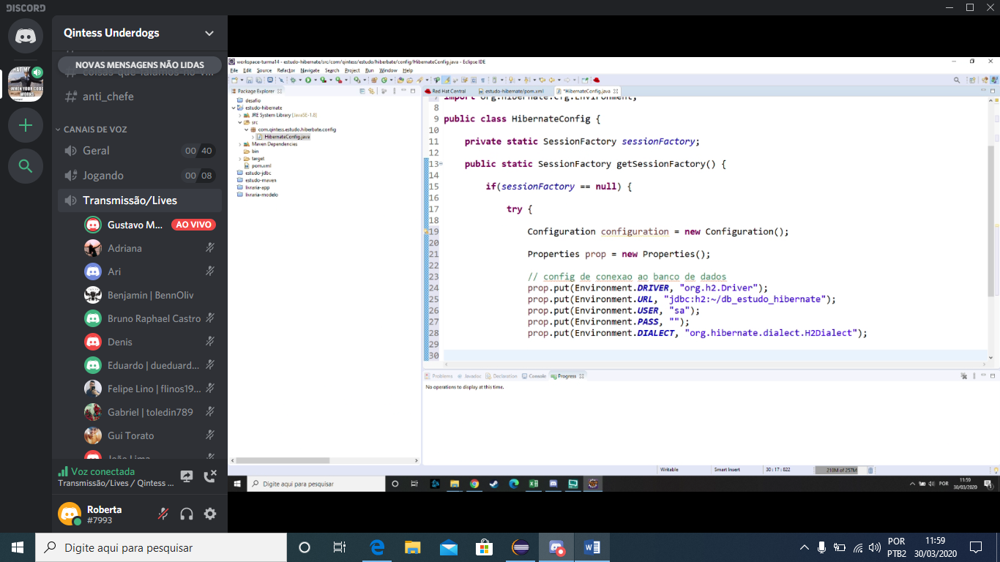 DISCORD
Qintess Underdogs
NOVAS MENSAGENS NÃO LIDAS
anti_chefe
CANAIS DE VOZ
Geral
00 40
Jogando
00 08
Transmissão/Lives
Gustavo M...
AO VIVO
Adriana
Ari
Benjamin | BennOliv
Bruno Raphael Castro
Denis
Eduardo | dueduard...
Felipe Lino | flinos19...
Gabriel | toledin789
Gui Torato
João Lima
Voz conectada
Transmissão/Lives / Qintess ...
Roberta
#7993
workspace-turma14 - estudo-hibernate/src/com/qintess/estudo/hiberbate/config/HibernateConfig.java - Eclipse IDE
File Edit Source Refactor Navigate Search Project Run Window Help
Package Explorer
desafio
estudo-hibernate
JRE System Library [JavaSE-1.8]
src
com.qintess.estudo.hiberbate.config
HibernateConfig.java
Maven Dependencies
bin
target
pom.xml
estudo-jdbc
estudo-maven
livraria-app
livraria-modelo
Red Hat Central
estudo-hibernate/pom.xml
*HibernateConfig.java
7 import org.hibernate.cfg.Environment;
8
9 public class HibernateConfig {
10
11 private static SessionFactory sessionFactory;
12
13 public static SessionFactory getSessionFactory() {
14
15 if(sessionFactory == null) {
16
17 try {
18
19 Configuration configuration = new Configuration();
20
21 Properties prop = new Properties();
22
23 // config de conexao ao banco de dados
24 prop.put(Environment.DRIVER, "org.h2.Driver");
25 prop.put(Environment.URL, "jdbc:h2:~/db_estudo_hibernate");
26 prop.put(Environment.USER, "sa");
27 prop.put(Environment.PASS, "");
28 prop.put(Environment.DIALECT, "org.hibernate.dialect.H2Dialect");
29
30
Problems Javadoc Declaration Console Progress
No operations to display at this time.
Writable
Smart Insert
30 : 17 : 822
210M of 257M
Digite aqui para pesquisar
POR
11:59
30/03/2020
Digite aqui para pesquisar
POR
PTB2
11:59
30/03/2020